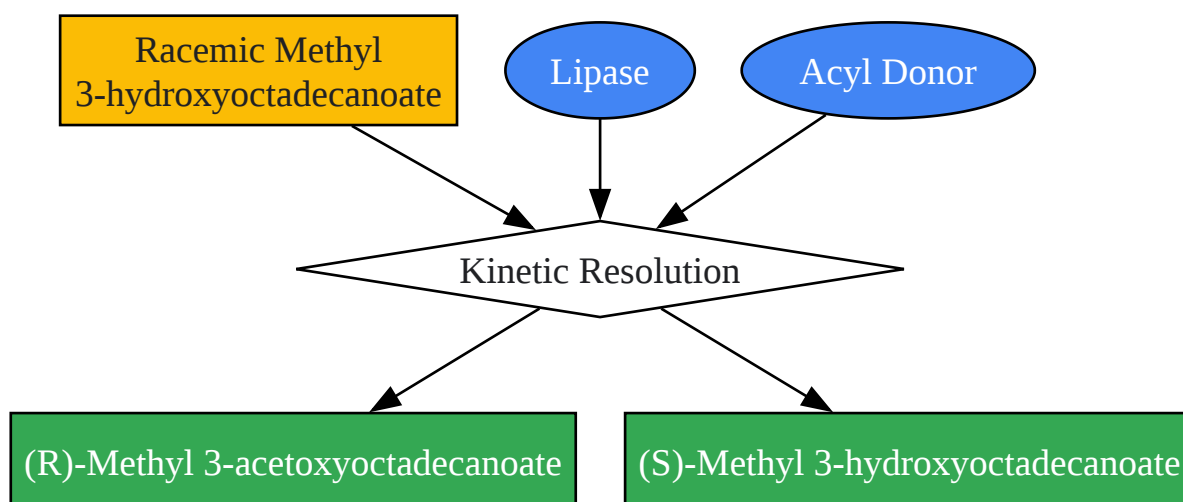 Racemic Methyl
3-hydroxyoctadecanoate
Lipase
Acyl Donor
Kinetic Resolution
(R)-Methyl 3-acetoxyoctadecanoate
(S)-Methyl 3-hydroxyoctadecanoate